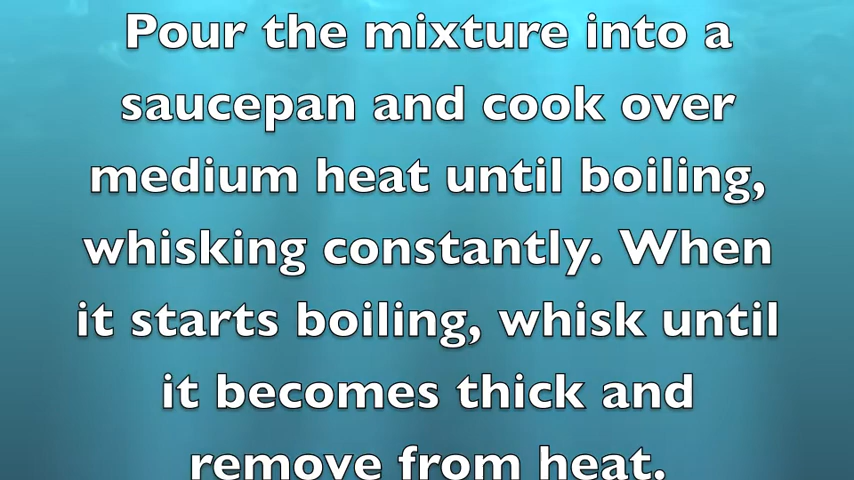 Pour the mixture into a
saucepan and cook over
medium heat until boiling,
whisking constantly. When
it starts boiling, whisk until
it becomes thick and
remove from heat.